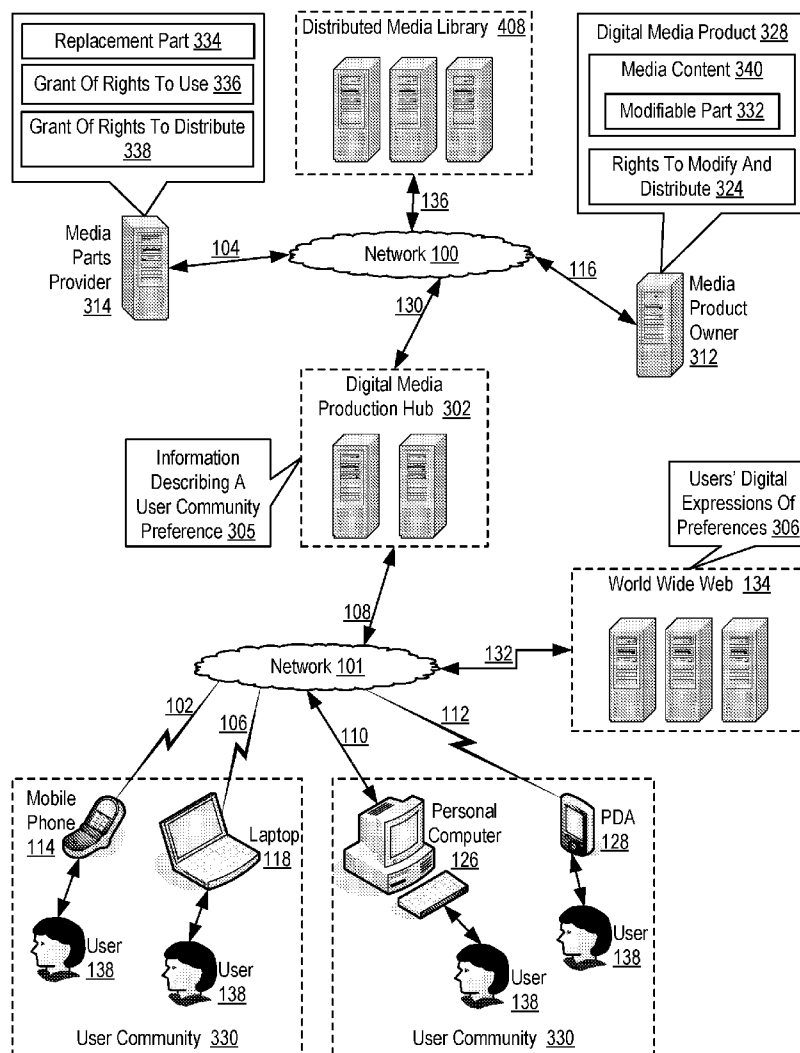 Replacement Part 334
Grant Of Rights To Use 336
Grant Of Rights To Distribute
338
Distributed Media Library 408
Digital Media Product 328
Media Content 340
Modifiable Part 332
Rights To Modify And
Distribute 324
136
Media
Parts
Provider
314
104
Network 100
116
Media
Product
Owner
312
130
Digital Media
Production Hub 302
Information
Describing A
User Community
Preference 305
Users' Digital
Expressions Of
Preferences 306
World Wide Web 134
108
Network 101
132
102
106
110
112
Mobile
Phone
114
Laptop
118
Personal
Computer
126
PDA
128
User
138
User
138
User
138
User
138
User Community 330
User Community 330